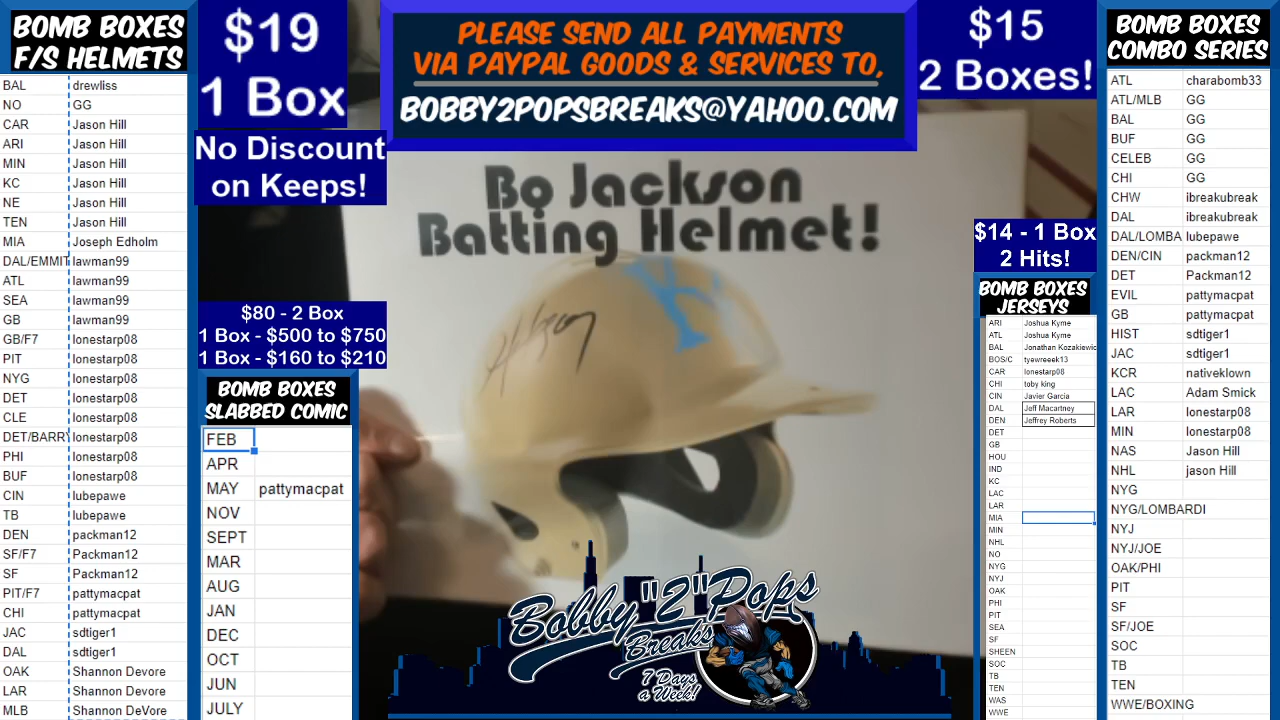 BOMB BOXES
F/S HELMETS
BAL drewliss
NO GG
CAR Jason Hill
ARI Jason Hill
MIN Jason Hill
KC Jason Hill
NE Jason Hill
TEN Jason Hill
MIA Joseph Edholm
DAL/EMMIT lawman99
ATL lawman99
SEA lawman99
GB lawman99
GB/F7 lonestarp08
PIT lonestarp08
NYG lonestarp08
DET lonestarp08
CLE lonestarp08
DET/BARRY lonestarp08
PHI lonestarp08
BUF lonestarp08
CIN lubepawe
TB lubepawe
DEN packman12
SF/F7 Packman12
SF Packman12
PIT/F7 pattymacpat
CHI pattymacpat
JAC sdtiger1
DAL sdtiger1
OAK Shannon Devore
LAR Shannon Devore
MLB Shannon DeVore
$19
1 Box
No Discount
on Keeps!
$80 - 2 Box
1 Box - $500 to $750
1 Box - $160 to $210
BOMB BOXES
SLABBED COMIC
FEB
APR
MAY pattymacpat
NOV
SEPT
MAR
AUG
JAN
DEC
OCT
JUN
JULY
PLEASE SEND ALL PAYMENTS
VIA PAYPAL GOODS & SERVICES TO,
BOBBY2POPSBREAKS@YAHOO.COM
Bo Jackson
Batting Helmet!
Bobby "2" Pops
Breaks
7 Days
a Week!
$15
2 Boxes!
$14 - 1 Box
2 Hits!
BOMB BOXES
JERSEYS
ARI Joshua Kyme
ATL Joshua Kyme
BAL Jonathan Kozakiewic
BOS/C tyewreeek13
CAR lonestarp08
CHI toby king
CIN Javier Garcia
DAL Jeff Macartney
DEN Jeffrey Roberts
DET
GB
HOU
IND
KC
LAC
LAR
MIA
MIN
NHL
NO
NYG
NYJ
OAK
PHI
PIT
SEA
SF
SHEEN
SOC
TB
TEN
WAS
WWE
BOMB BOXES
COMBO SERIES
ATL charabomb33
ATL/MLB GG
BAL GG
BUF GG
CELEB GG
CHI GG
CHW ibreakubreak
DAL ibreakubreak
DAL/LOMBA lubepawe
DEN/CIN packman12
DET Packman12
EVIL pattymacpat
GB pattymacpat
HIST sdtiger1
JAC sdtiger1
KCR nativeklown
LAC Adam Smick
LAR lonestarp08
MIN lonestarp08
NAS Jason Hill
NHL jason Hill
NYG
NYG/LOMBARDI
NYJ
NYJ/JOE
OAK/PHI
PIT
SF
SF/JOE
SOC
TB
TEN
WWE/BOXING